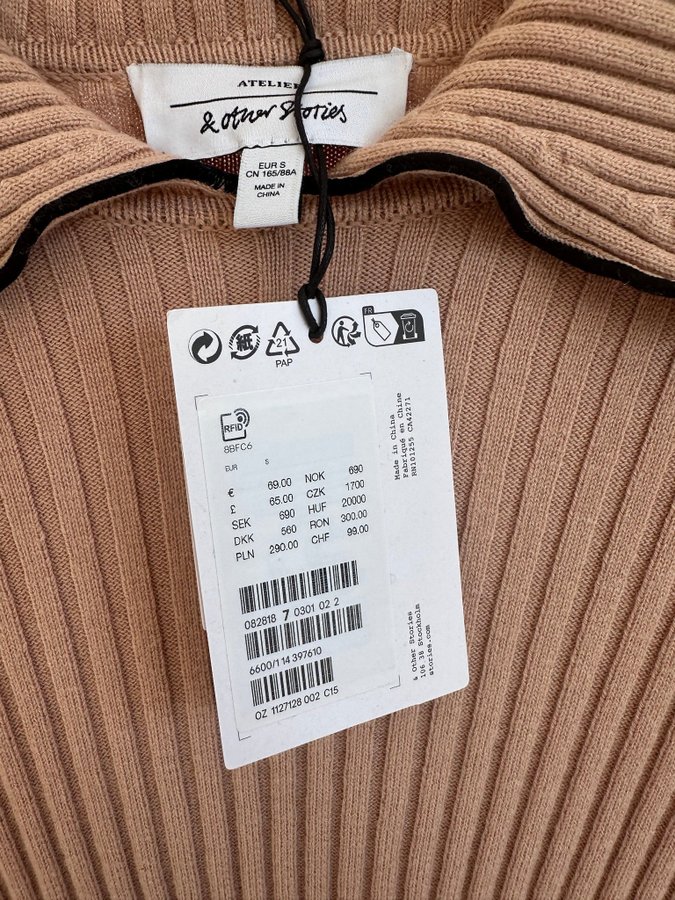 ATELIER
& other Stories
EUR S
CN 165/88A
MADE IN
CHINA
紙
21
PAP
FR
RFID
8BFC6
EUR S
€ 69.00 NOK 690
£ 65.00 CZK 1700
SEK 690 HUF 20000
DKK 560 RON 300.00
PLN 290.00 CHF 99.00
082818 7 0301 02 2
6600/114 397610
OZ 1127128 002 C15
Made in China
Fabriqué en Chine
RN101255 CA42271
& Other Stories
106 38 Stockholm
stories.com